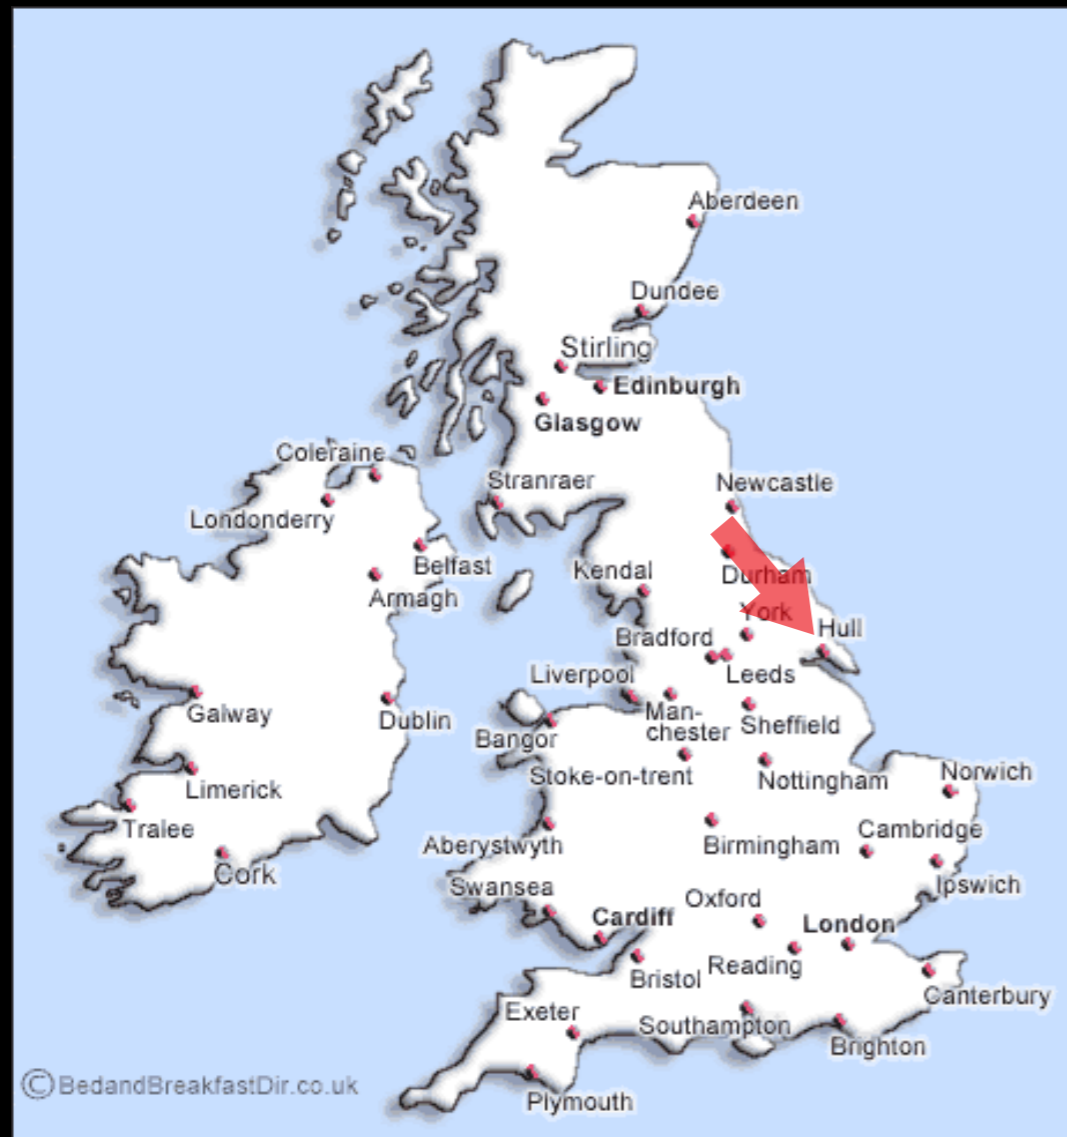 Aberdeen
Dundee
Stirling
Edinburgh
Glasgow
Coleraine
Stranraer
Newcastle
Londonderry
Belfast
Kendal
Durham
Armagh
York
Hull
Bradford
Liverpool
Leeds
Galway
Dublin
Man-
chester
Sheffield
Bangor
Stoke-on-trent
Nottingham
Norwich
Limerick
Tralee
Aberystwyth
Birmingham
Cambridge
Cork
Swansea
Ipswich
Oxford
Cardiff
London
Bristol
Reading
Canterbury
Exeter
Southampton
Brighton
©BedandBreakfastDir.co.uk
Plymouth